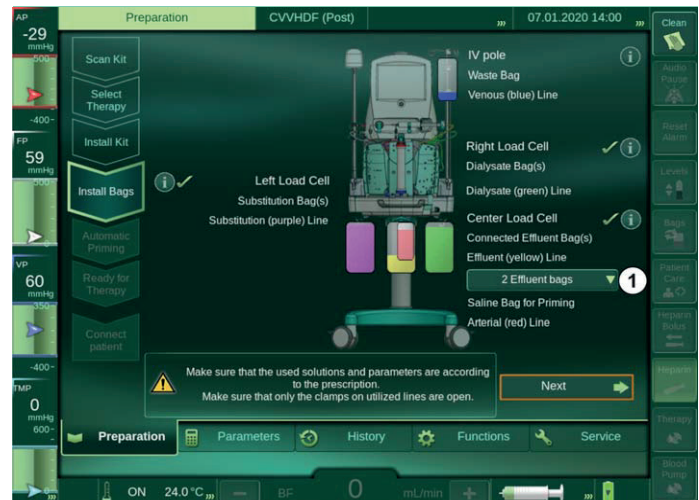 AP
-29
mmHg
500-
-400-
FP
59
mmHg
500-
VP
60
mmHg
-350-
-400-
TMP
0
mmHg
600-
Preparation
CVVHDF (Post)
07.01.2020 14:00
Scan Kit
Select
Therapy
Install Kit
Install Bags
Automatic
Priming
Ready for
Therapy
Connect
patient
Left Load Cell
Substitution Bag(s)
Substitution (purple) Line
IV pole
Waste Bag
Venous (blue) Line
Right Load Cell
Dialysate Bag(s)
Dialysate (green) Line
Center Load Cell
Connected Effluent Bag(s)
Effluent (yellow) Line
2 Effluent bags
1
Saline Bag for Priming
Arterial (red) Line
Make sure that the used solutions and parameters are according
to the prescription.
Make sure that only the clamps on utilized lines are open.
Next
Preparation
Parameters
History
Functions
Service
ON
24.0 °C
BF
0
mL/min
Clean
Audio
Pause
Reset
Alarm
Levels
Bags
Patient
Care
Heparin
Bolus
Heparin
Therapy
Blood
Pump